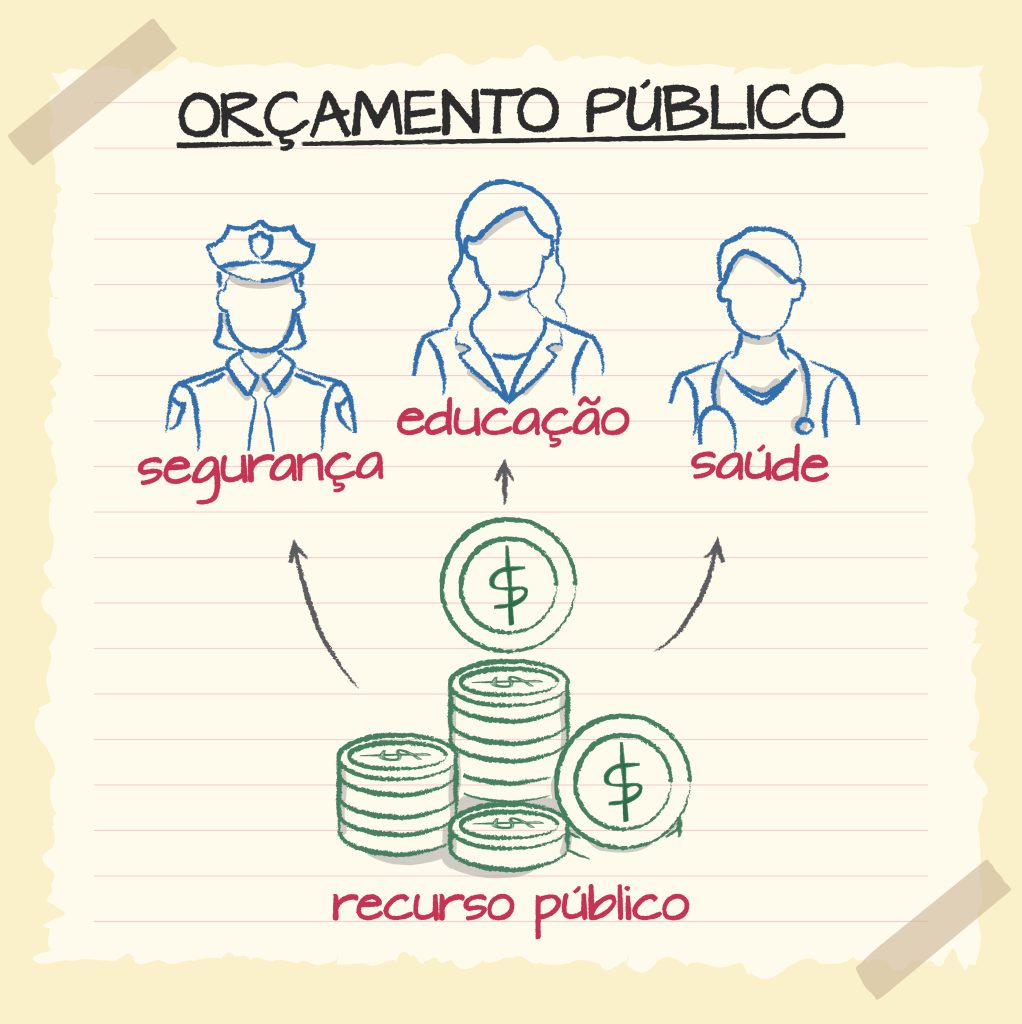 ORÇAMENTO PÚBLICO
educação
segurança
saúde
$
$
$
$
$
recurso público